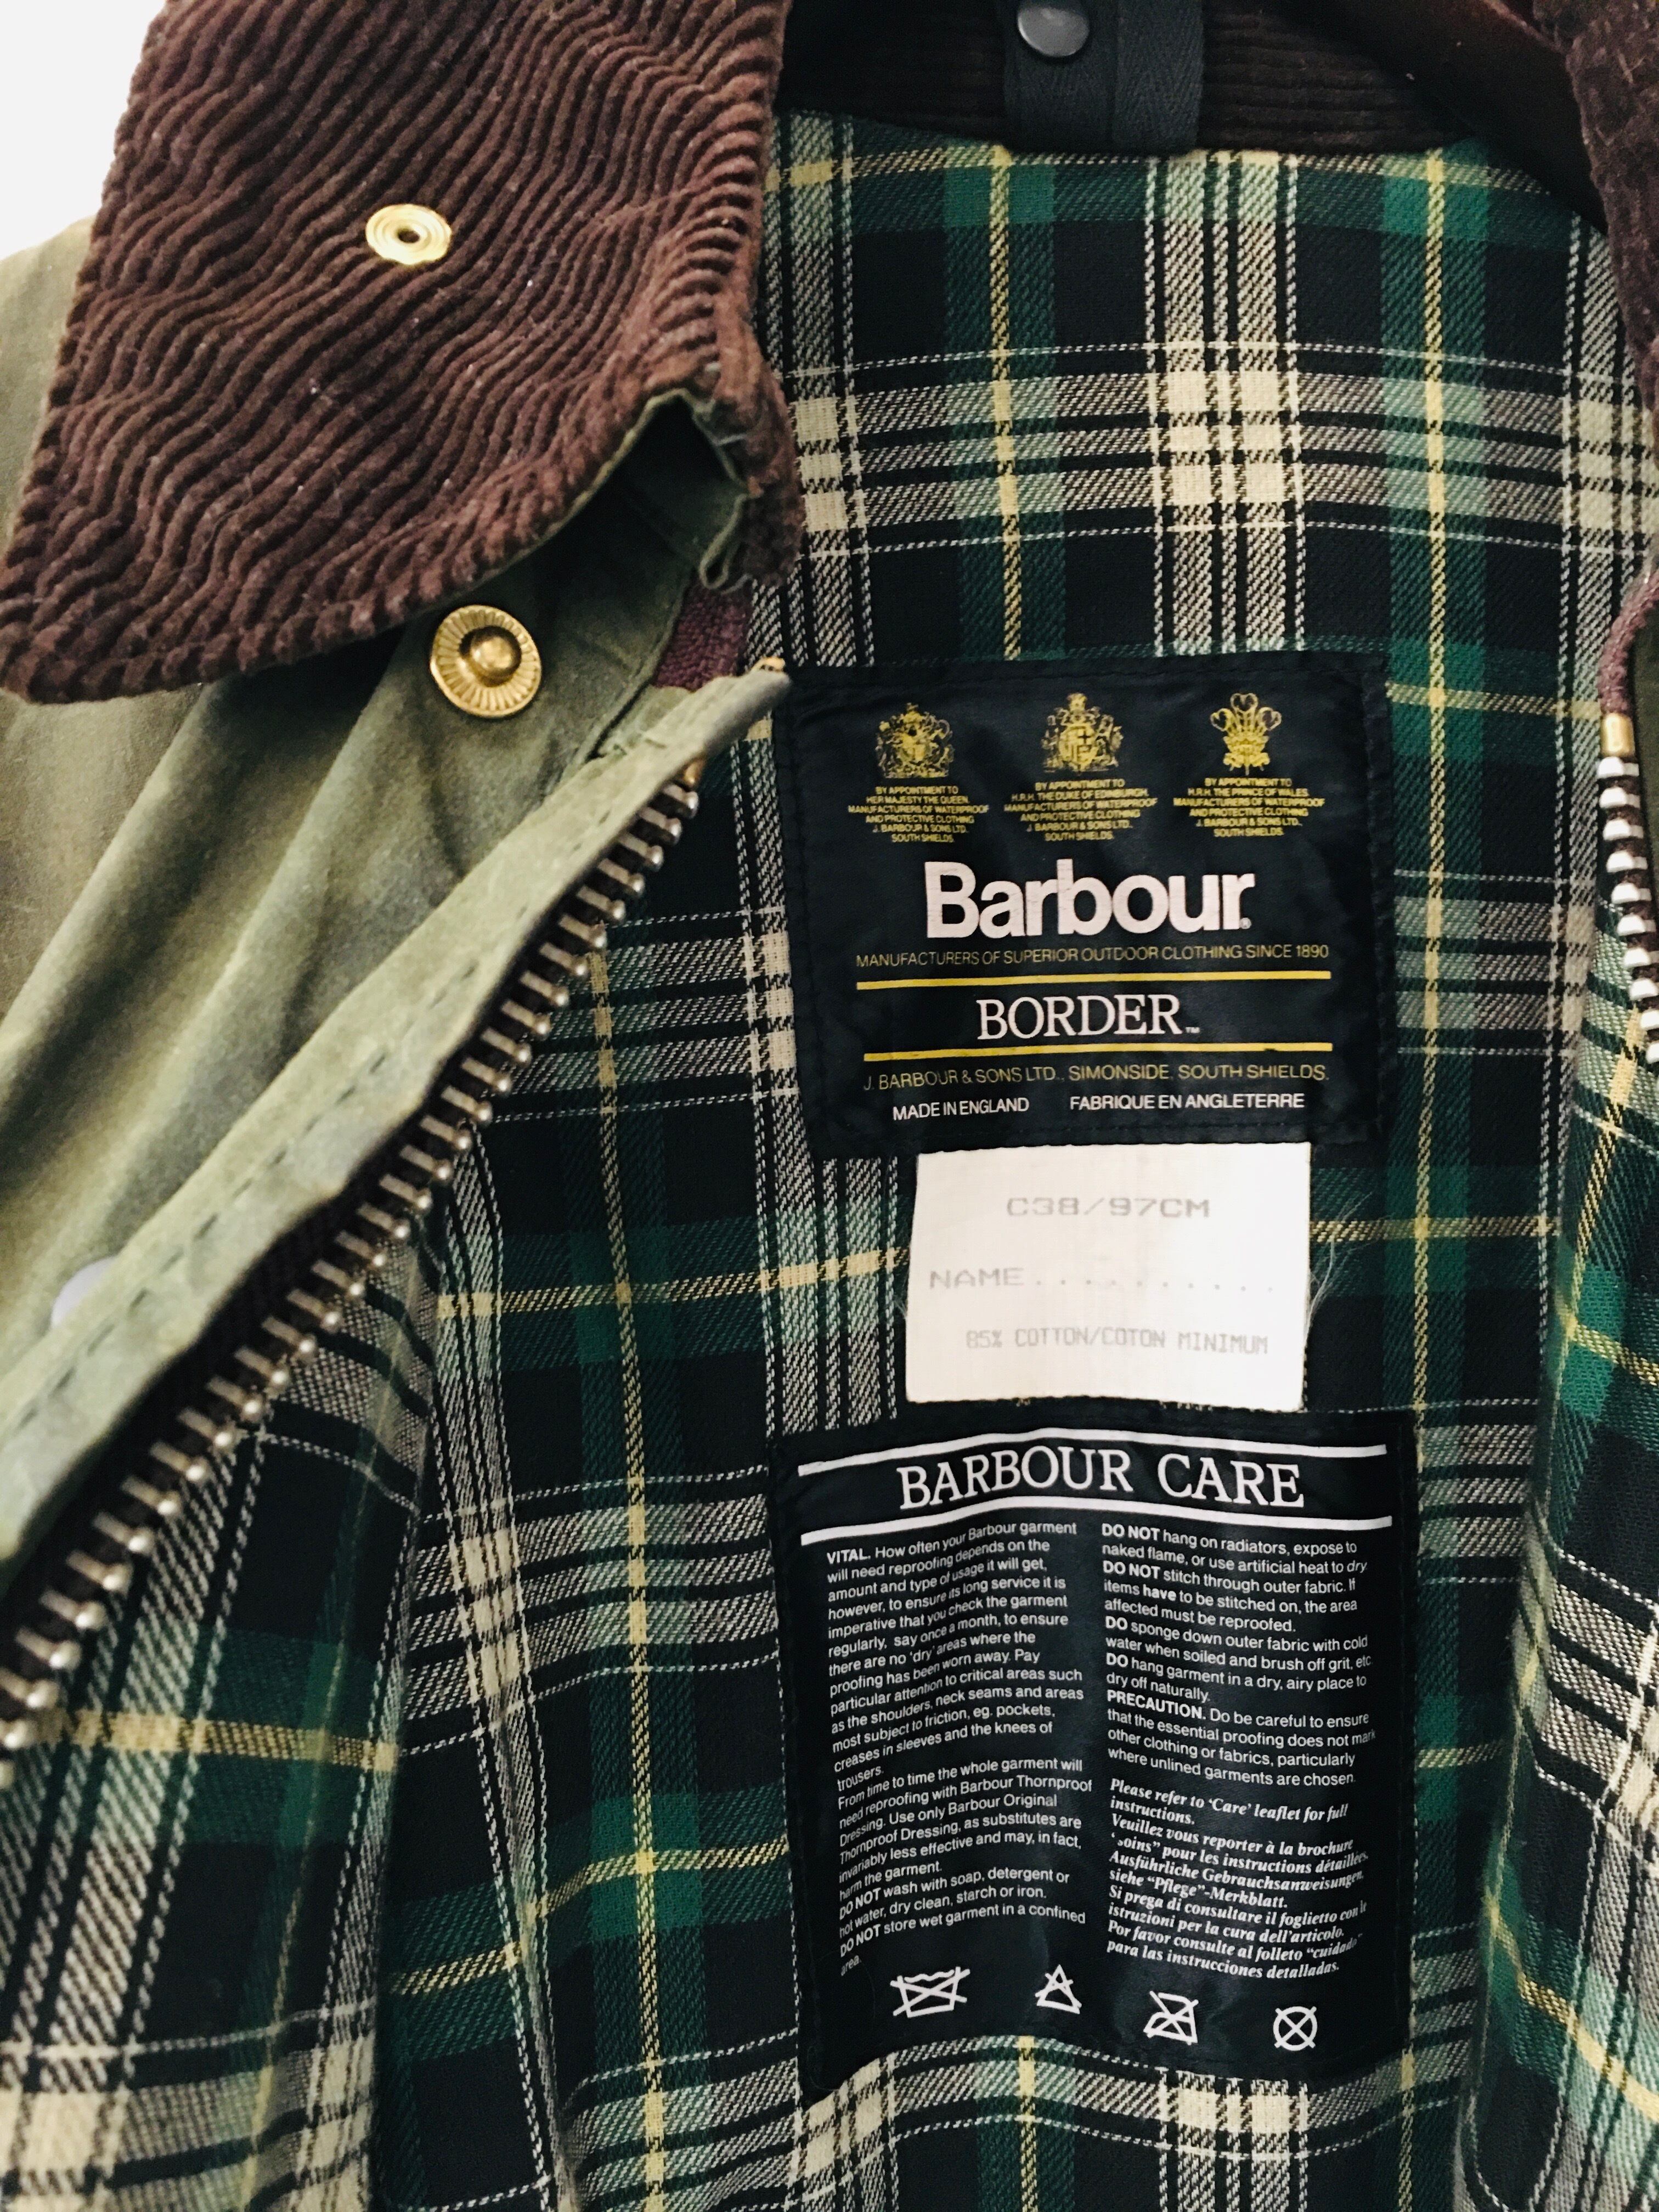 BY APPOINTMENT TO
HER MAJESTY THE QUEEN.
MANUFACTURERS OF WATERPROOF
AND PROTECTIVE CLOTHING
J. BARBOUR & SONS LTD.
SOUTH SHIELDS.
BY APPOINTMENT TO
H.R.H. THE DUKE OF EDINBURGH.
MANUFACTURERS OF WATERPROOF
AND PROTECTIVE CLOTHING
J. BARBOUR & SONS LTD.,
SOUTH SHIELDS.
BY APPOINTMENT TO
H.R.H. THE PRINCE OF WALES.
MANUFACTURERS OF WATERPROOF
AND PROTECTIVE CLOTHING
J. BARBOUR & SONS LTD.,
SOUTH SHIELDS.
Barbour®
MANUFACTURERS OF SUPERIOR OUTDOOR CLOTHING SINCE 1890
BORDER™
J. BARBOUR & SONS LTD., SIMONSIDE, SOUTH SHIELDS.
MADE IN ENGLAND FABRIQUE EN ANGLETERRE
C38/97CM
NAME..........
85% COTTON/COTON MINIMUM
BARBOUR CARE
VITAL. How often your Barbour garment
will need reproofing depends on the
amount and type of usage it will get,
however, to ensure its long service it is
imperative that you check the garment
regularly, say once a month, to ensure
there are no 'dry' areas where the
proofing has been worn away. Pay
particular attention to critical areas such
as the shoulders, neck seams and areas
most subject to friction, eg. pockets,
creases in sleeves and the knees of
trousers.
From time to time the whole garment will
need reproofing with Barbour Thornproof
Dressing. Use only Barbour Original
Thornproof Dressing, as substitutes are
invariably less effective and may, in fact,
harm the garment.
DO NOT wash with soap, detergent or
hot water, dry clean, starch or iron.
DO NOT store wet garment in a confined
area.
DO NOT hang on radiators, expose to
naked flame, or use artificial heat to dry.
DO NOT stitch through outer fabric. If
items have to be stitched on, the area
affected must be reproofed.
DO sponge down outer fabric with cold
water when soiled and brush off grit, etc.
DO hang garment in a dry, airy place to
dry off naturally.
PRECAUTION. Do be careful to ensure
that the essential proofing does not mark
other clothing or fabrics, particularly
where unlined garments are chosen.
Please refer to 'Care' leaflet for full
instructions.
Veuillez vous reporter à la brochure
"soins" pour les instructions détaillées.
Ausführliche Gebrauchsanweisungen,
siehe "Pflege"-Merkblatt.
Si prega di consultare il foglietto con le
istruzioni per la cura dell'articolo.
Por favor consulte al folleto "cuidado"
para las instrucciones detalladas.